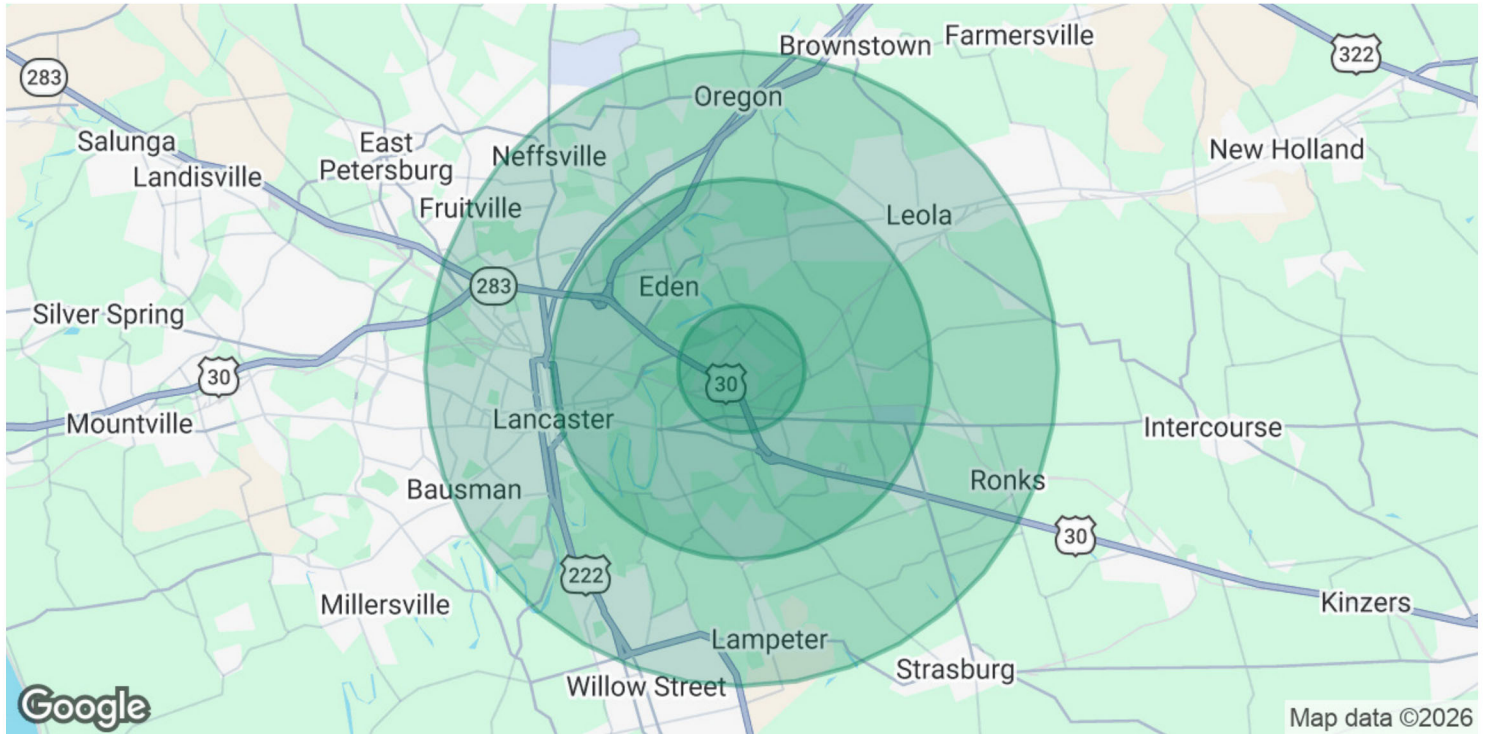 Brownstown
Farmersville
322
283
Oregon
Salunga
East
Petersburg
Neffsville
New Holland
Landisville
Fruitville
Leola
283
Eden
Silver Spring
30
30
Mountville
Lancaster
Intercourse
Bausman
Ronks
30
222
Millersville
Kinzers
Lampeter
Strasburg
Willow Street
Google
Map data ©2026